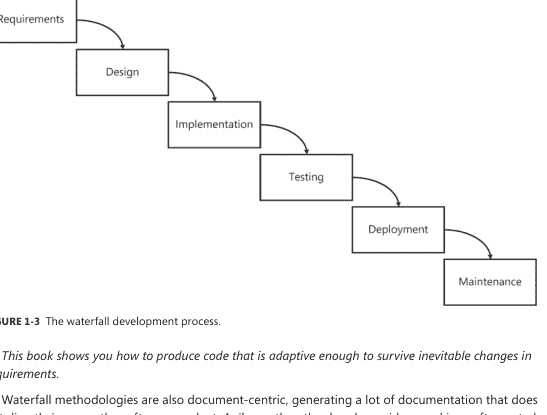 Requirements
Design
Implementation
Testing
Deployment
Maintenance
GURE 1-3 The waterfall development process.
This book shows you how to produce code that is adaptive enough to survive inevitable changes in
quirements.
Waterfall methodologies are also document-centric, generating a lot of documentation that does